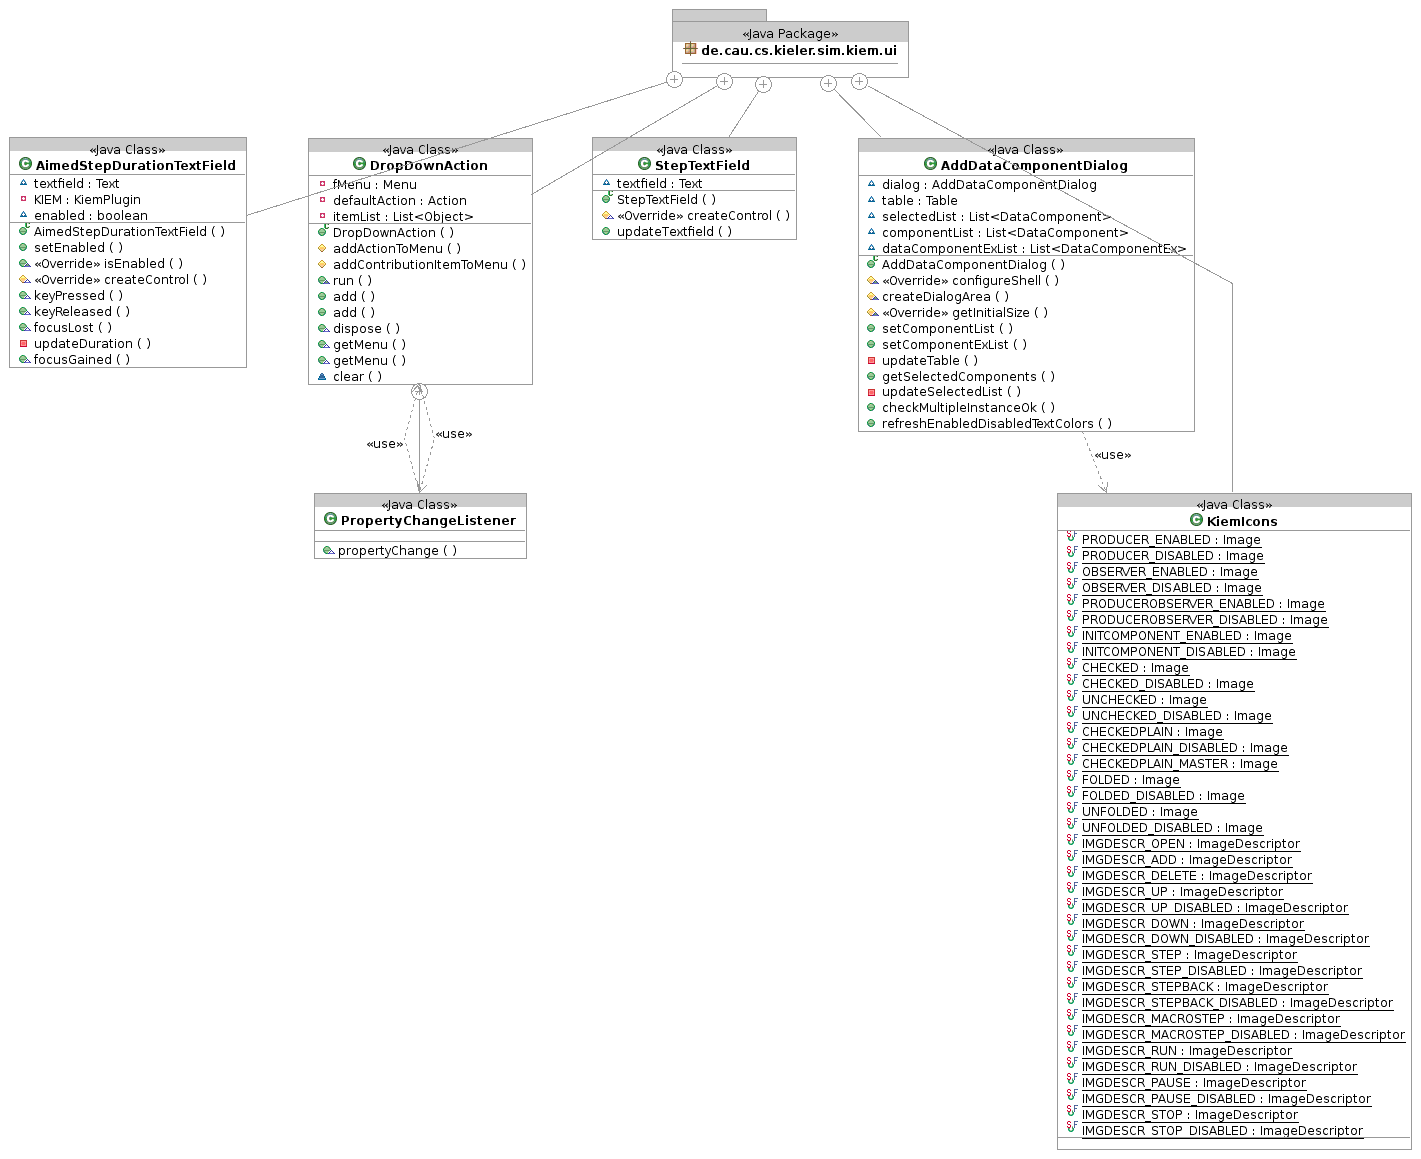 «Java Package»
de.cau.cs.kieler.sim.kiem.ui
«Java Class»
AimedStepDurationTextField
textfield : Text
KIEM : KiemPlugin
enabled : boolean
AimedStepDurationTextField ( )
setEnabled ( )
«Override» isEnabled ( )
«Override» createControl ( )
keyPressed ( )
keyReleased ( )
focusLost ( )
updateDuration ( )
focusGained ( )
«Java Class»
DropDownAction
fMenu : Menu
defaultAction : Action
itemList : List<Object>
DropDownAction ( )
addActionToMenu ( )
addContributionItemToMenu ( )
run ( )
add ( )
add ( )
dispose ( )
getMenu ( )
getMenu ( )
clear ( )
«Java Class»
StepTextField
textfield : Text
StepTextField ( )
«Override» createControl ( )
updateTextfield ( )
«Java Class»
AddDataComponentDialog
dialog : AddDataComponentDialog
table : Table
selectedList : List<DataComponent>
componentList : List<DataComponent>
dataComponentExList : List<DataComponentEx>
AddDataComponentDialog ( )
«Override» configureShell ( )
createDialogArea ( )
«Override» getInitialSize ( )
setComponentList ( )
setComponentExList ( )
updateTable ( )
getSelectedComponents ( )
updateSelectedList ( )
checkMultipleInstanceOk ( )
refreshEnabledDisabledTextColors ( )
«use»
«use»
«use»
«Java Class»
PropertyChangeListener
propertyChange ( )
«Java Class»
KiemIcons
PRODUCER_ENABLED : Image
PRODUCER_DISABLED : Image
OBSERVER_ENABLED : Image
OBSERVER_DISABLED : Image
PRODUCEROBSERVER_ENABLED : Image
PRODUCEROBSERVER_DISABLED : Image
INITCOMPONENT_ENABLED : Image
INITCOMPONENT_DISABLED : Image
CHECKED : Image
CHECKED_DISABLED : Image
UNCHECKED : Image
UNCHECKED_DISABLED : Image
CHECKEDPLAIN : Image
CHECKEDPLAIN_DISABLED : Image
CHECKEDPLAIN_MASTER : Image
FOLDED : Image
FOLDED_DISABLED : Image
UNFOLDED : Image
UNFOLDED_DISABLED : Image
IMGDESCR_OPEN : ImageDescriptor
IMGDESCR_ADD : ImageDescriptor
IMGDESCR_DELETE : ImageDescriptor
IMGDESCR_UP : ImageDescriptor
IMGDESCR_UP_DISABLED : ImageDescriptor
IMGDESCR_DOWN : ImageDescriptor
IMGDESCR_DOWN_DISABLED : ImageDescriptor
IMGDESCR_STEP : ImageDescriptor
IMGDESCR_STEP_DISABLED : ImageDescriptor
IMGDESCR_STEPBACK : ImageDescriptor
IMGDESCR_STEPBACK_DISABLED : ImageDescriptor
IMGDESCR_MACROSTEP : ImageDescriptor
IMGDESCR_MACROSTEP_DISABLED : ImageDescriptor
IMGDESCR_RUN : ImageDescriptor
IMGDESCR_RUN_DISABLED : ImageDescriptor
IMGDESCR_PAUSE : ImageDescriptor
IMGDESCR_PAUSE_DISABLED : ImageDescriptor
IMGDESCR_STOP : ImageDescriptor
IMGDESCR_STOP_DISABLED : ImageDescriptor